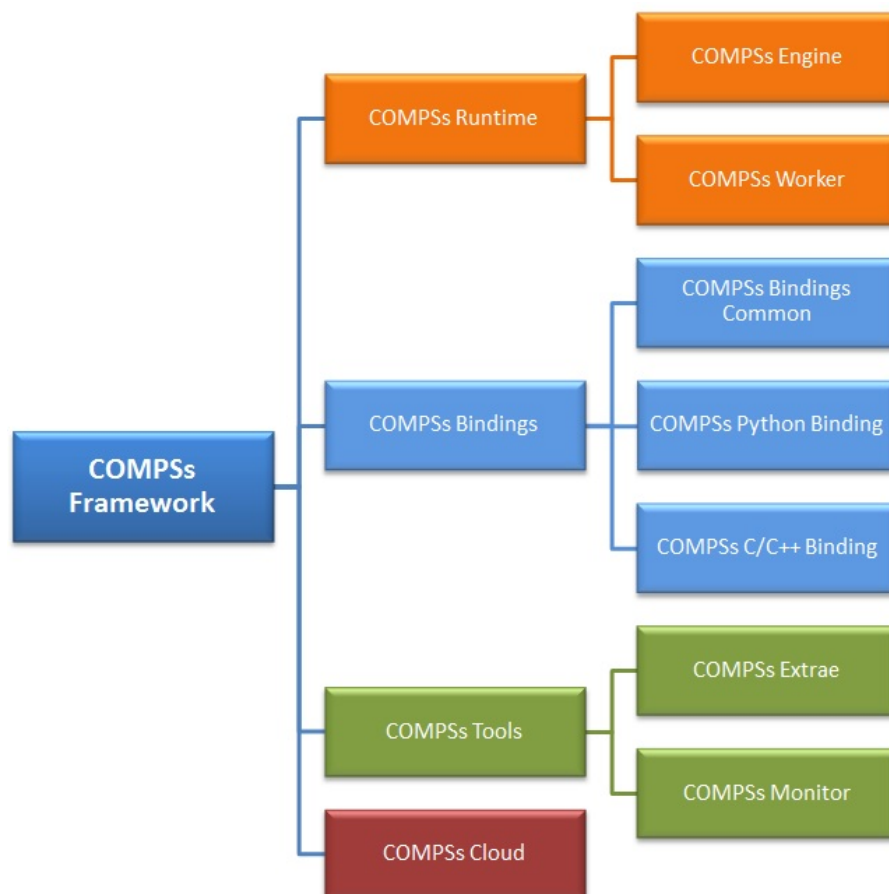 COMPSs
Framework
COMPSs Runtime
COMPSs Engine
COMPSs Worker
COMPSs Bindings
COMPSs Bindings
Common
COMPSs Python Binding
COMPSs C/C++ Binding
COMPSs Tools
COMPSs Extrae
COMPSs Monitor
COMPSs Cloud